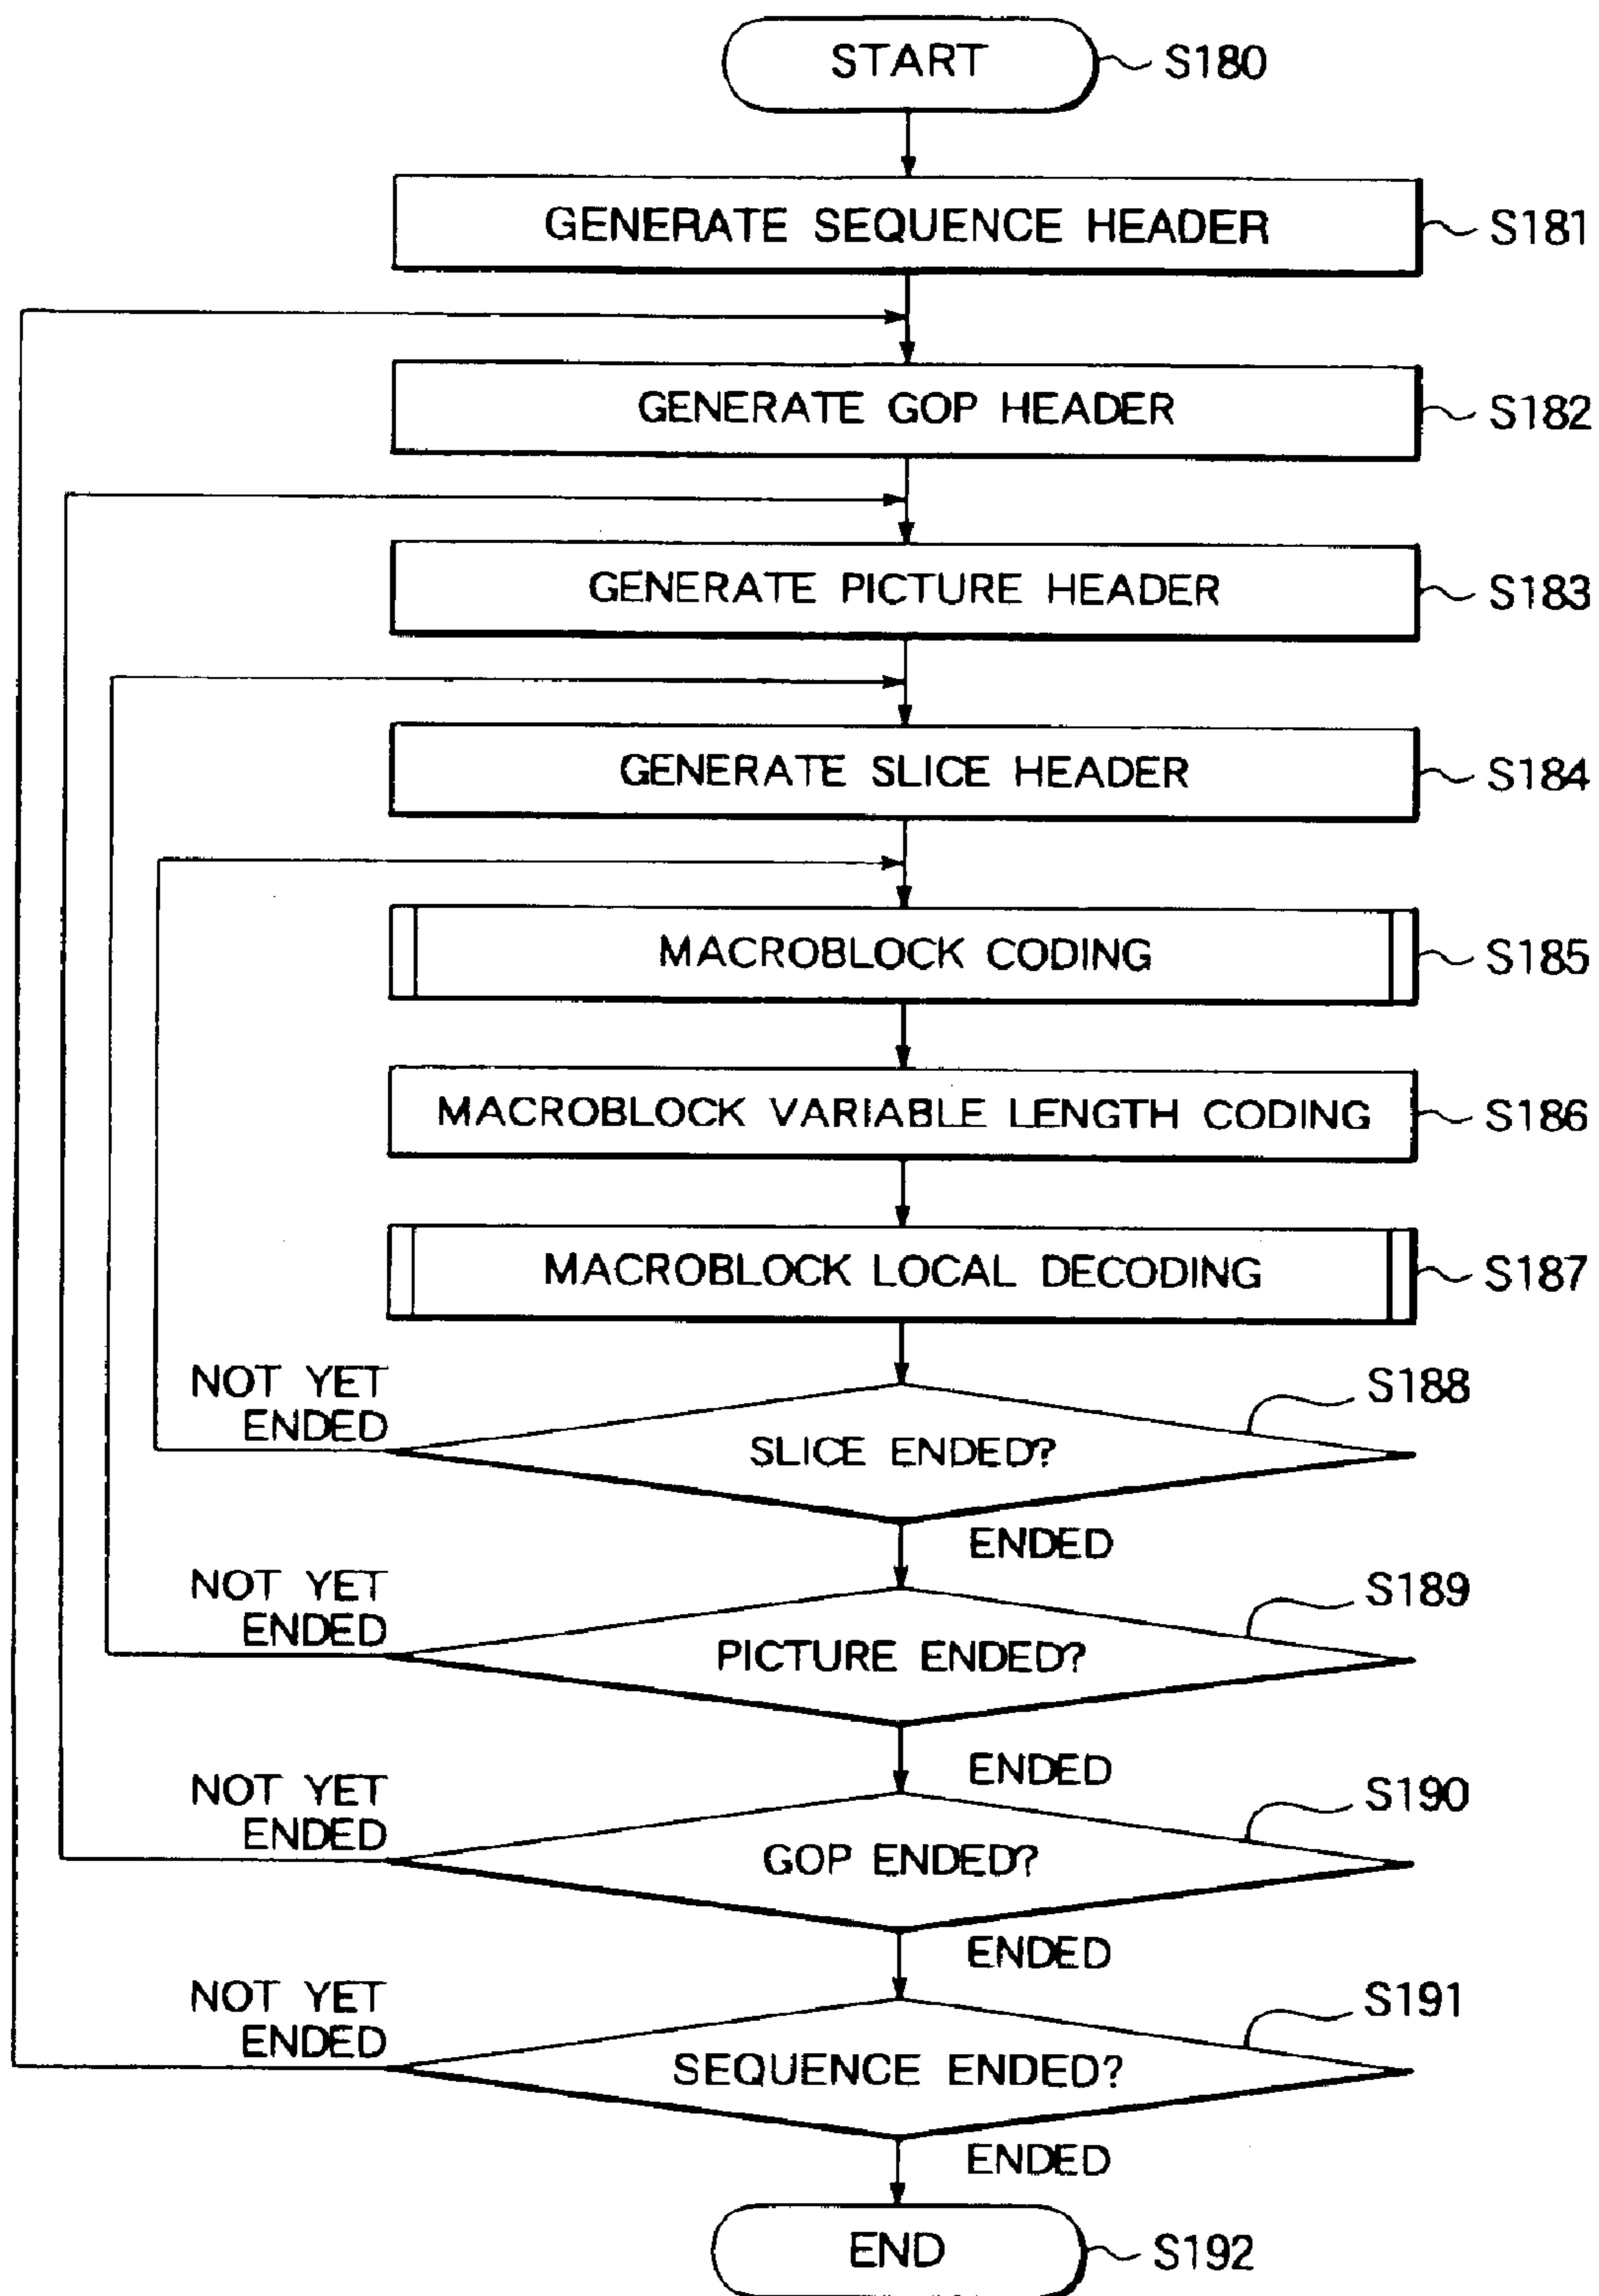 START
S180
GENERATE SEQUENCE HEADER
S181
GENERATE GOP HEADER
S182
GENERATE PICTURE HEADER
S183
GENERATE SLICE HEADER
S184
MACROBLOCK CODING
S185
MACROBLOCK VARIABLE LENGTH CODING
S186
MACROBLOCK LOCAL DECODING
S187
NOT YET
ENDED
SLICE ENDED?
S188
ENDED
NOT YET
ENDED
PICTURE ENDED?
S189
ENDED
NOT YET
ENDED
GOP ENDED?
S190
ENDED
NOT YET
ENDED
SEQUENCE ENDED?
S191
ENDED
END
S192